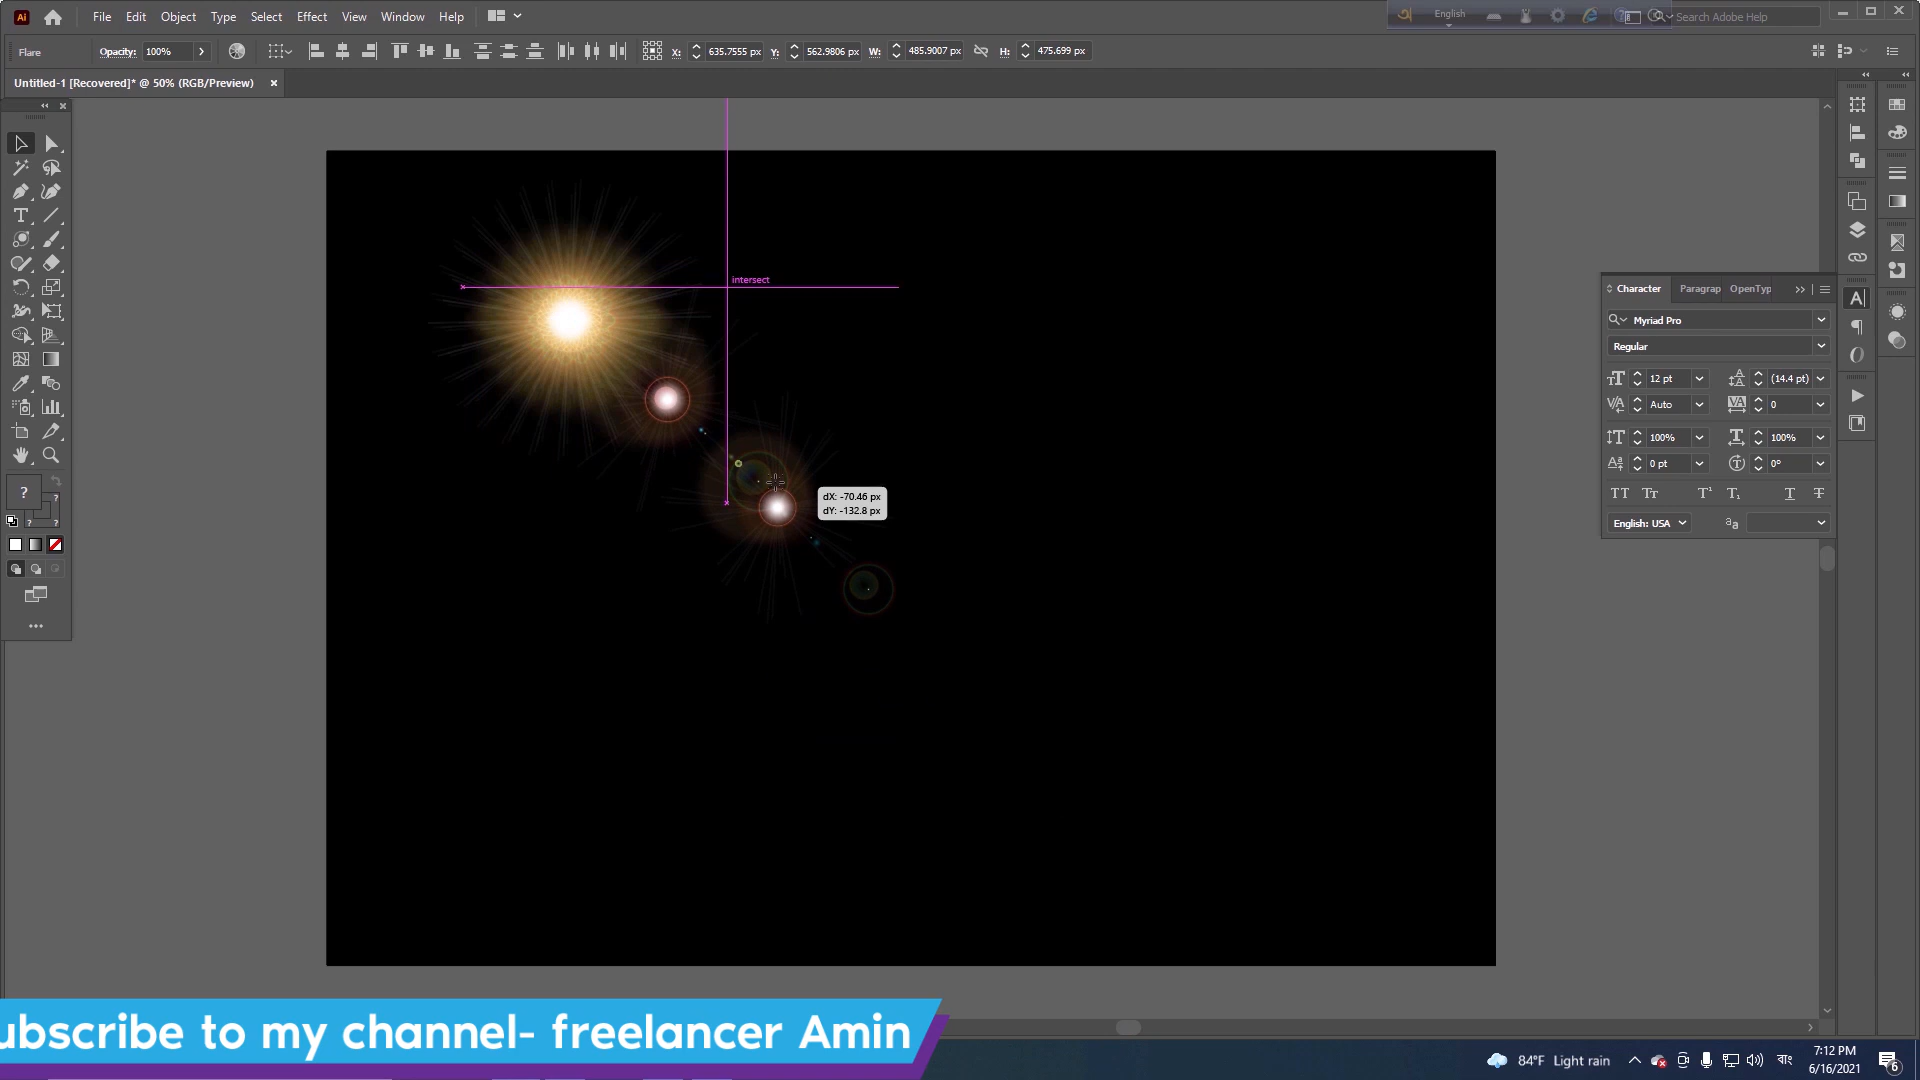 Ai File Edit Object Type Select Effect View Window Help
English
Search Adobe Help
Flare Opacity: 100% X: 635.7555 px Y: 562.9806 px W: 485.9007 px H: 475.699 px
Untitled-1 [Recovered]* @ 50% (RGB/Preview) ×
intersect
dX: -70.46 px
dY: -132.8 px
Character Paragrap OpenTyp
Myriad Pro
Regular
12 pt (14.4 pt)
Auto 0
100% 100%
0 pt 0°
English: USA
ubscribe to my channel- freelancer Amin
84°F Light rain
বাং
7:12 PM
6/16/2021
6